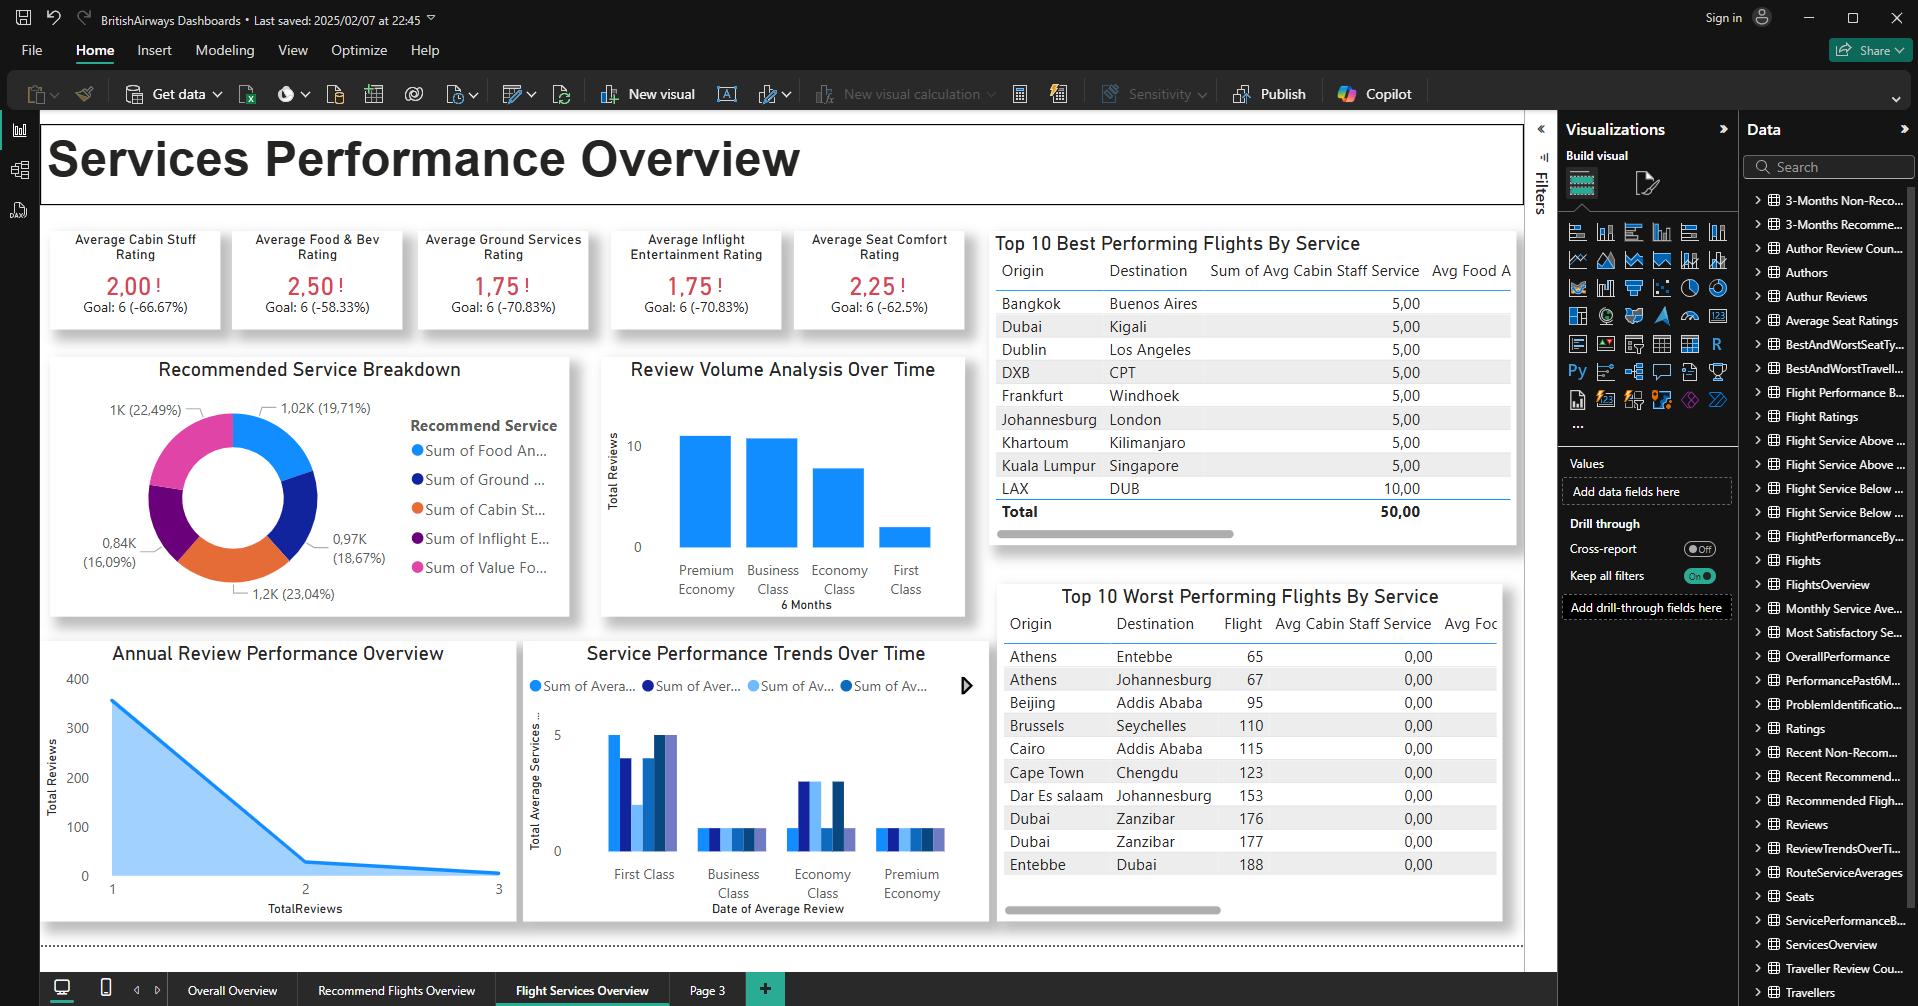 BritishAirways Dashboards • Last saved: 2025/02/07 at 22:45
Sign in
File Home Insert Modeling View Optimize Help
Share
Get data
New visual
New visual calculation
Sensitivity
Publish
Copilot
Services Performance Overview
Average Cabin Stuff
Rating
2,00 !
Goal: 6 (-66.67%)
Average Food & Bev
Rating
2,50 !
Goal: 6 (-58.33%)
Average Ground Services
Rating
1,75 !
Goal: 6 (-70.83%)
Average Inflight
Entertainment Rating
1,75 !
Goal: 6 (-70.83%)
Average Seat Comfort
Rating
2,25 !
Goal: 6 (-62.5%)
Recommended Service Breakdown
1K (22,49%)
1,02K (19,71%)
0,97K
(18,67%)
1,2K (23,04%)
0,84K
(16,09%)
Recommend Service
Sum of Food An...
Sum of Ground ...
Sum of Cabin St...
Sum of Inflight E...
Sum of Value Fo...
Review Volume Analysis Over Time
Total Reviews
10
0
Premium
Economy
Business
Class
Economy
Class
First
Class
6 Months
Top 10 Best Performing Flights By Service
Origin Destination Sum of Avg Cabin Staff Service Avg Food A
Bangkok Buenos Aires 5,00
Dubai Kigali 5,00
Dublin Los Angeles 5,00
DXB CPT 5,00
Frankfurt Windhoek 5,00
Johannesburg London 5,00
Khartoum Kilimanjaro 5,00
Kuala Lumpur Singapore 5,00
LAX DUB 10,00
Total 50,00
Annual Review Performance Overview
Total Reviews
400
300
200
100
0
1 2 3
TotalReviews
Service Performance Trends Over Time
Sum of Avera... Sum of Aver... Sum of Av... Sum of Av...
Total Average Services ...
5
0
First Class
Business
Class
Economy
Class
Premium
Economy
Date of Average Review
Top 10 Worst Performing Flights By Service
Origin Destination Flight Avg Cabin Staff Service Avg Foc
Athens Entebbe 65 0,00
Athens Johannesburg 67 0,00
Beijing Addis Ababa 95 0,00
Brussels Seychelles 110 0,00
Cairo Addis Ababa 115 0,00
Cape Town Chengdu 123 0,00
Dar Es salaam Johannesburg 153 0,00
Dubai Zanzibar 176 0,00
Dubai Zanzibar 177 0,00
Entebbe Dubai 188 0,00
Filters
Visualizations
Build visual
123
R
Py
123
...
Values
Add data fields here
Drill through
Cross-report Off
Keep all filters On
Add drill-through fields here
Data
Search
3-Months Non-Reco...
3-Months Recomme...
Author Review Coun...
Authors
Authur Reviews
Average Seat Ratings
BestAndWorstSeatTy...
BestAndWorstTravell...
Flight Performance B...
Flight Ratings
Flight Service Above ...
Flight Service Above ...
Flight Service Below ...
Flight Service Below ...
FlightPerformanceBy...
Flights
FlightsOverview
Monthly Service Ave...
Most Satisfactory Se...
OverallPerformance
PerformancePast6M...
ProblemIdentificatio...
Ratings
Recent Non-Recom...
Recent Recommend...
Recommended Fligh...
Reviews
ReviewTrendsOverTi...
RouteServiceAverages
Seats
ServicePerformanceB...
ServicesOverview
Traveller Review Cou...
Travellers
Overall Overview
Recommend Flights Overview
Flight Services Overview
Page 3
+